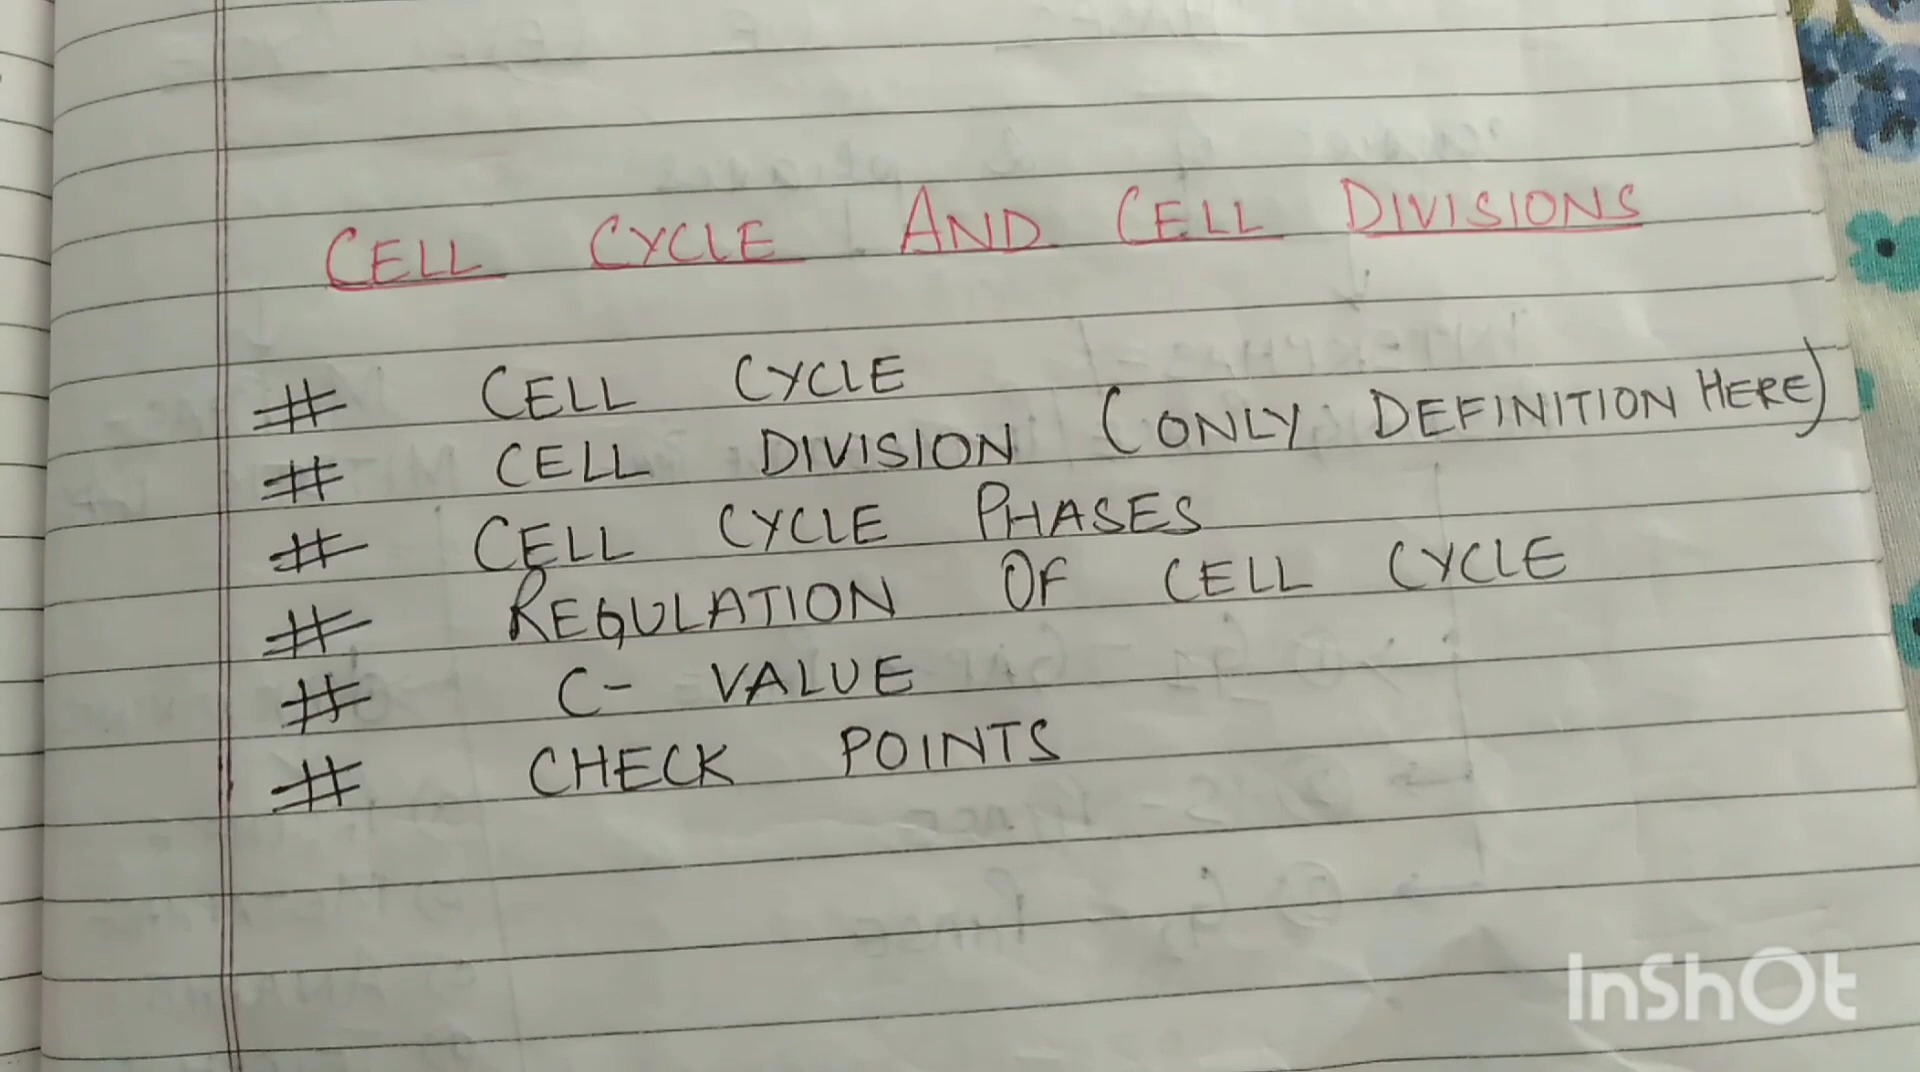 CELL CYCLE AND CELL DIVISIONS
# CELL CYCLE
# CELL DIVISION (ONLY DEFINITION HERE)
# CELL CYCLE PHASES
# REGULATION OF CELL CYCLE
# C- VALUE
# CHECK POINTS
InShOt